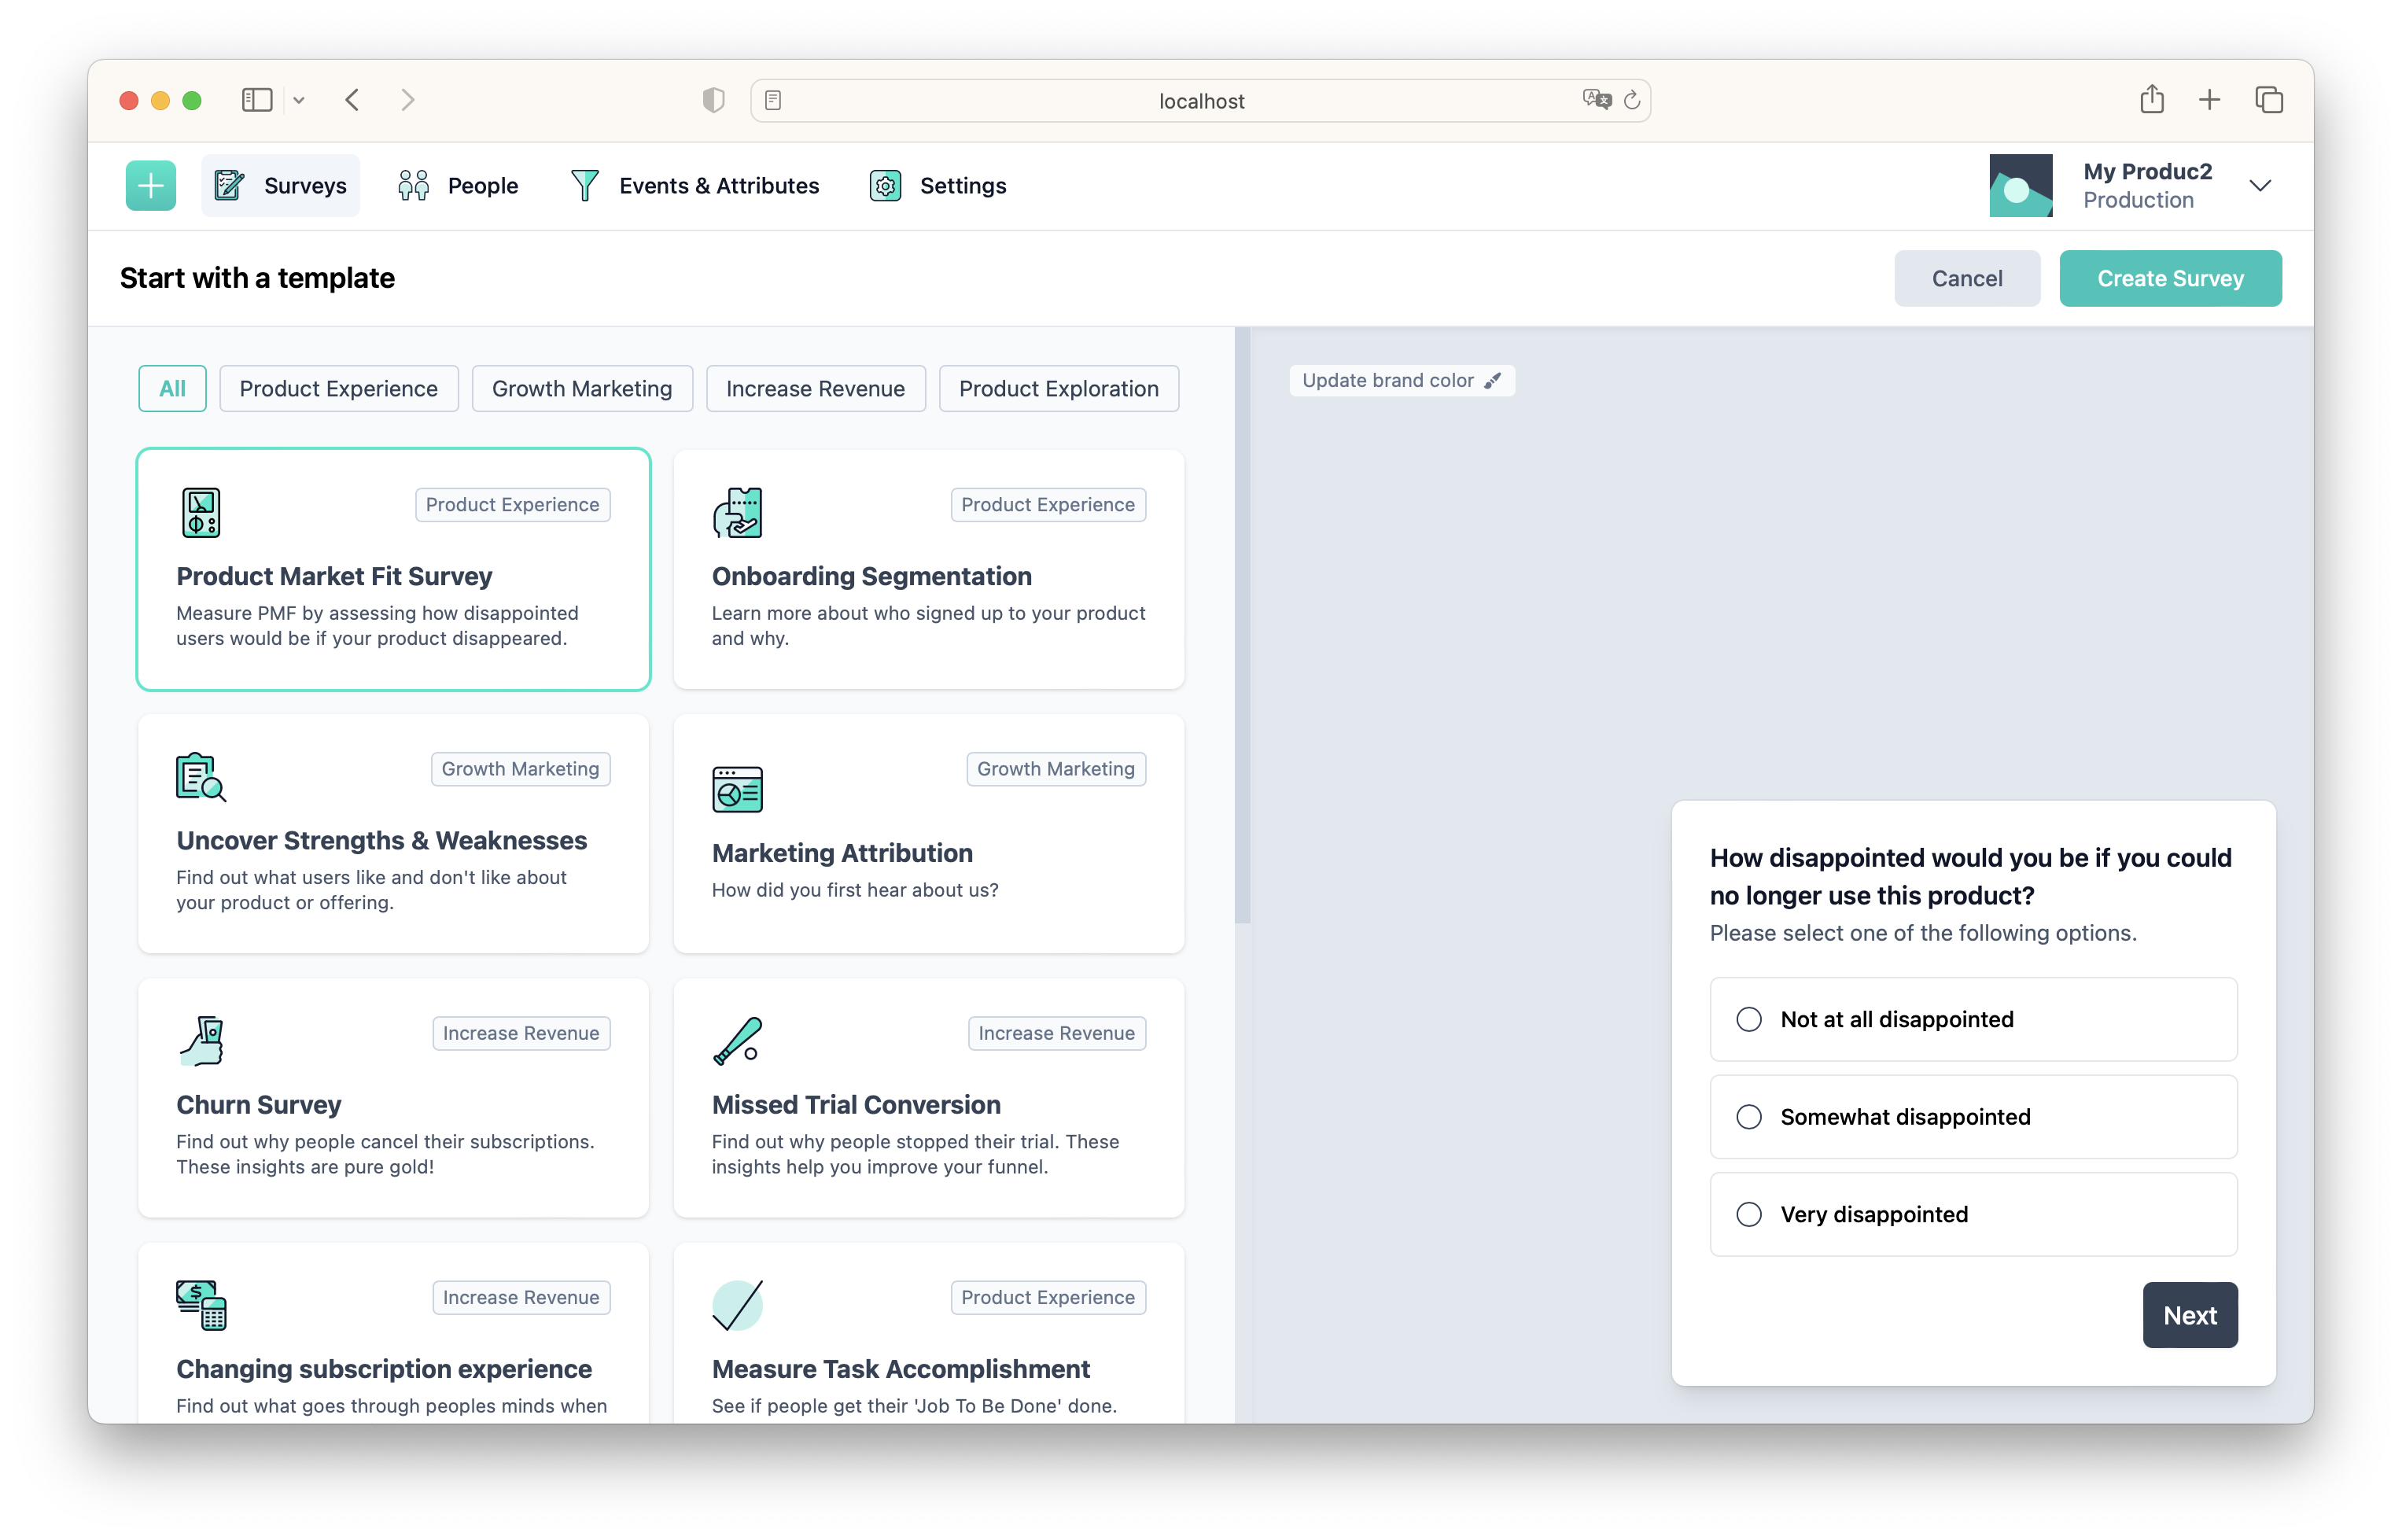 localhost
Surveys
People
Events & Attributes
Settings
My Produc2
Production
Start with a template
Cancel
Create Survey
All
Product Experience
Growth Marketing
Increase Revenue
Product Exploration
Update brand color
Product Experience
Product Market Fit Survey
Measure PMF by assessing how disappointed
users would be if your product disappeared.
Product Experience
Onboarding Segmentation
Learn more about who signed up to your product
and why.
Growth Marketing
Uncover Strengths & Weaknesses
Find out what users like and don't like about
your product or offering.
Growth Marketing
Marketing Attribution
How did you first hear about us?
Increase Revenue
Churn Survey
Find out why people cancel their subscriptions.
These insights are pure gold!
Increase Revenue
Missed Trial Conversion
Find out why people stopped their trial. These
insights help you improve your funnel.
Increase Revenue
Changing subscription experience
Find out what goes through peoples minds when
Product Experience
Measure Task Accomplishment
See if people get their 'Job To Be Done' done.
How disappointed would you be if you could
no longer use this product?
Please select one of the following options.
Not at all disappointed
Somewhat disappointed
Very disappointed
Next